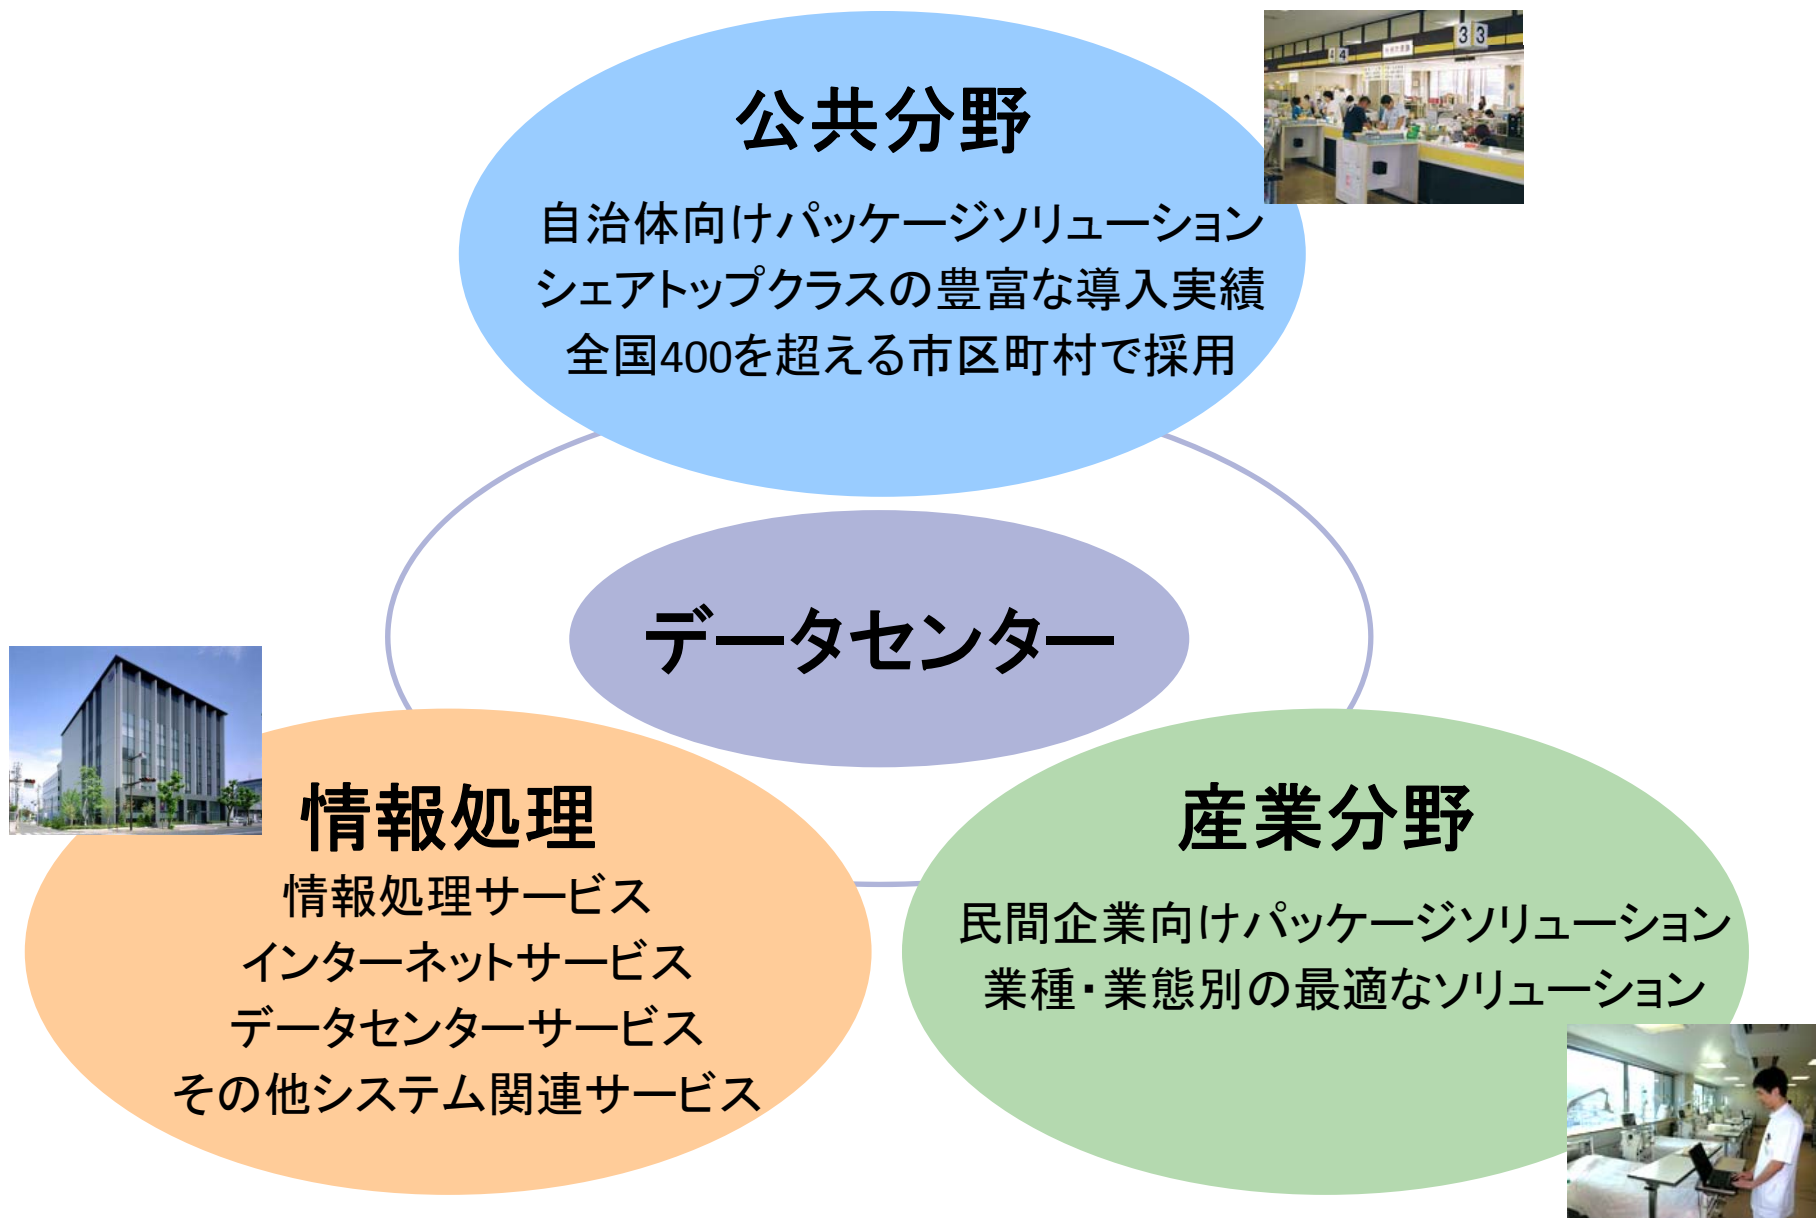 公共分野
自治体向けパッケージソリューション
シェアトップクラスの豊富な導入実績
全国400を超える市区町村で採用
33
4
データセンター
情報処理
情報処理サービス
インターネットサービス
データセンターサービス
その他システム関連サービス
産業分野
民間企業向けパッケージソリューション
業種・業態別の最適なソリューション